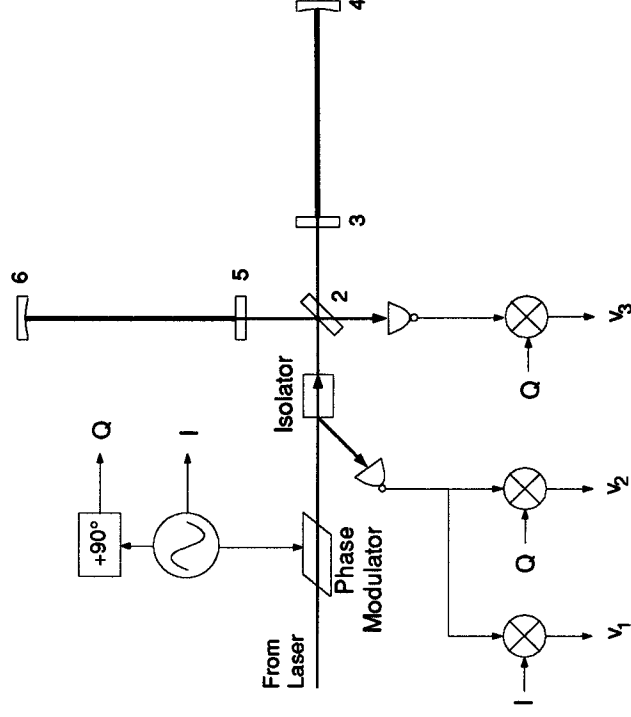 4
6
3
5
2
Isolator
Q
I
+90°
Phase
Modulator
From
Laser
Q
Q
I
v3
v2
v1